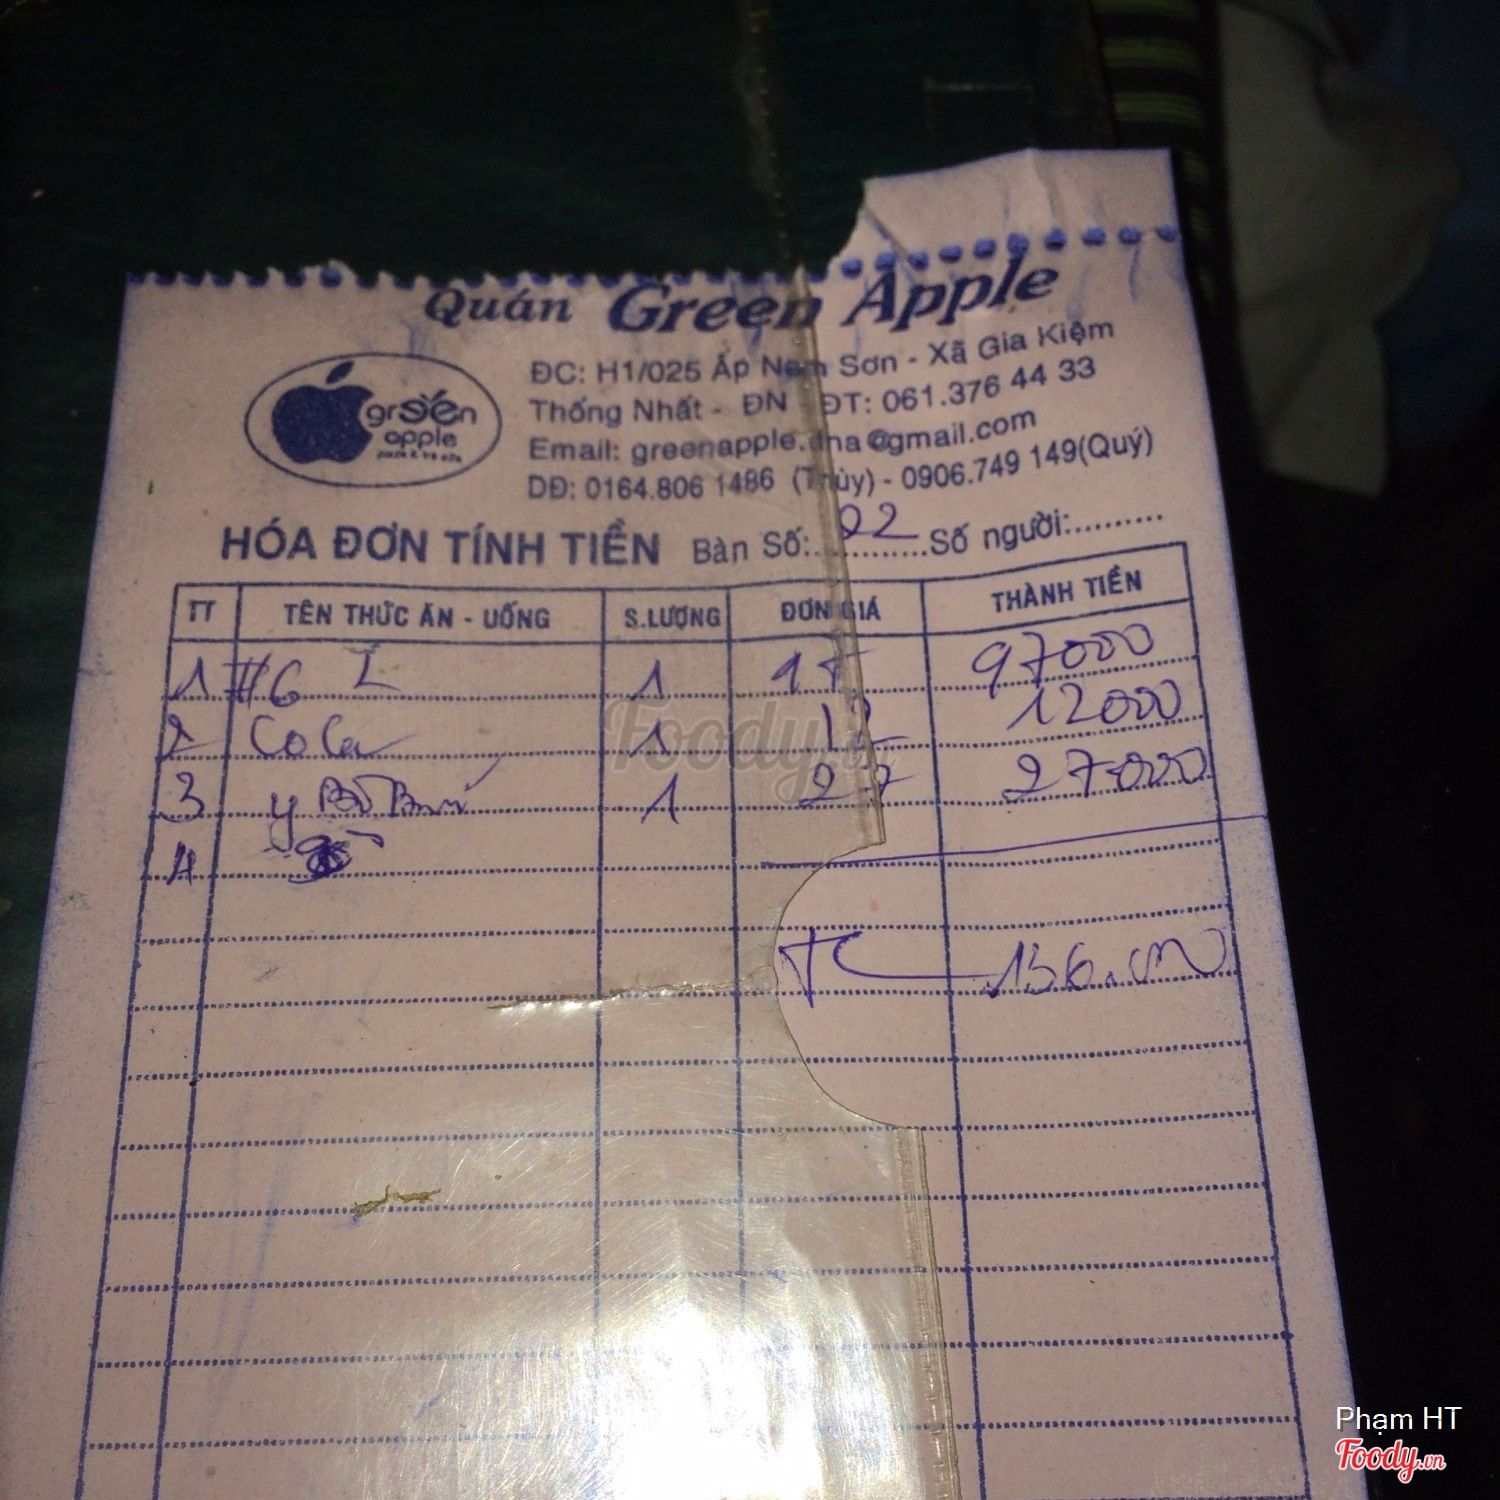 Quán Green Apple
green
apple
ĐC: H1/025 Ấp Nam Sơn - Xã Gia Kiệm
Thống Nhất - ĐN ĐT: 061.376 44 33
Email: greenapple.dna@gmail.com
DĐ: 0164.806 1486 (Thùy) - 0906.749 149(Quý)
HÓA ĐƠN TÍNH TIỀN Bàn Số: 02 Số người:
TT TÊN THỨC ĂN - UỐNG S.LƯỢNG ĐƠN GIÁ THÀNH TIỀN
1 #6 L 1 97 97000
2 CoCa 1 12 12000
3 1 27 27000
4
TC 136.000
Foody.vn
Phạm HT
Foody.vn